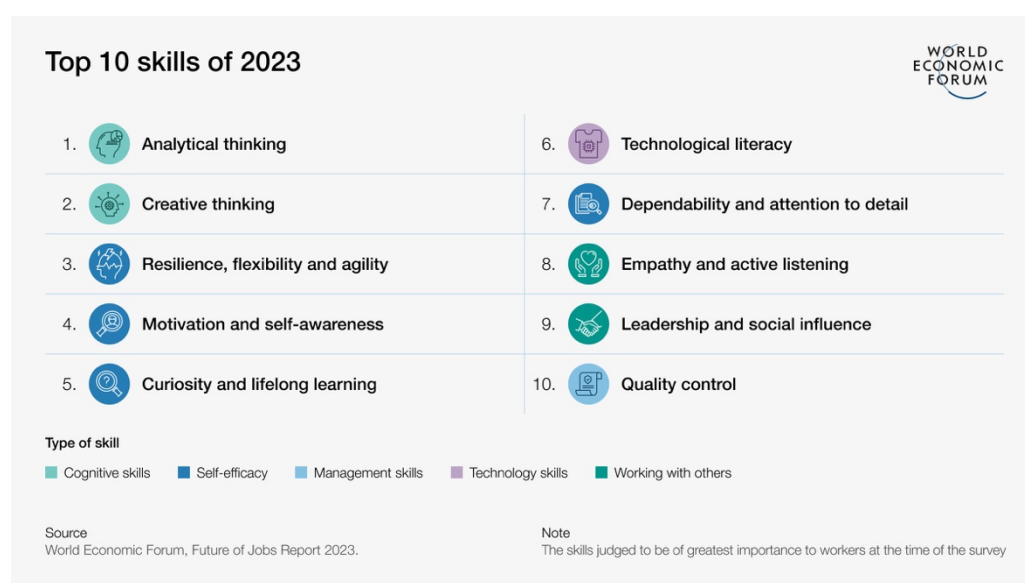 Top 10 skills of 2023
WORLD
ECONOMIC
FORUM
1. Analytical thinking
2. Creative thinking
3. Resilience, flexibility and agility
4. Motivation and self-awareness
5. Curiosity and lifelong learning
6. Technological literacy
7. Dependability and attention to detail
8. Empathy and active listening
9. Leadership and social influence
10. Quality control
Type of skill
Cognitive skills Self-efficacy Management skills Technology skills Working with others
Source
World Economic Forum, Future of Jobs Report 2023.
Note
The skills judged to be of greatest importance to workers at the time of the survey